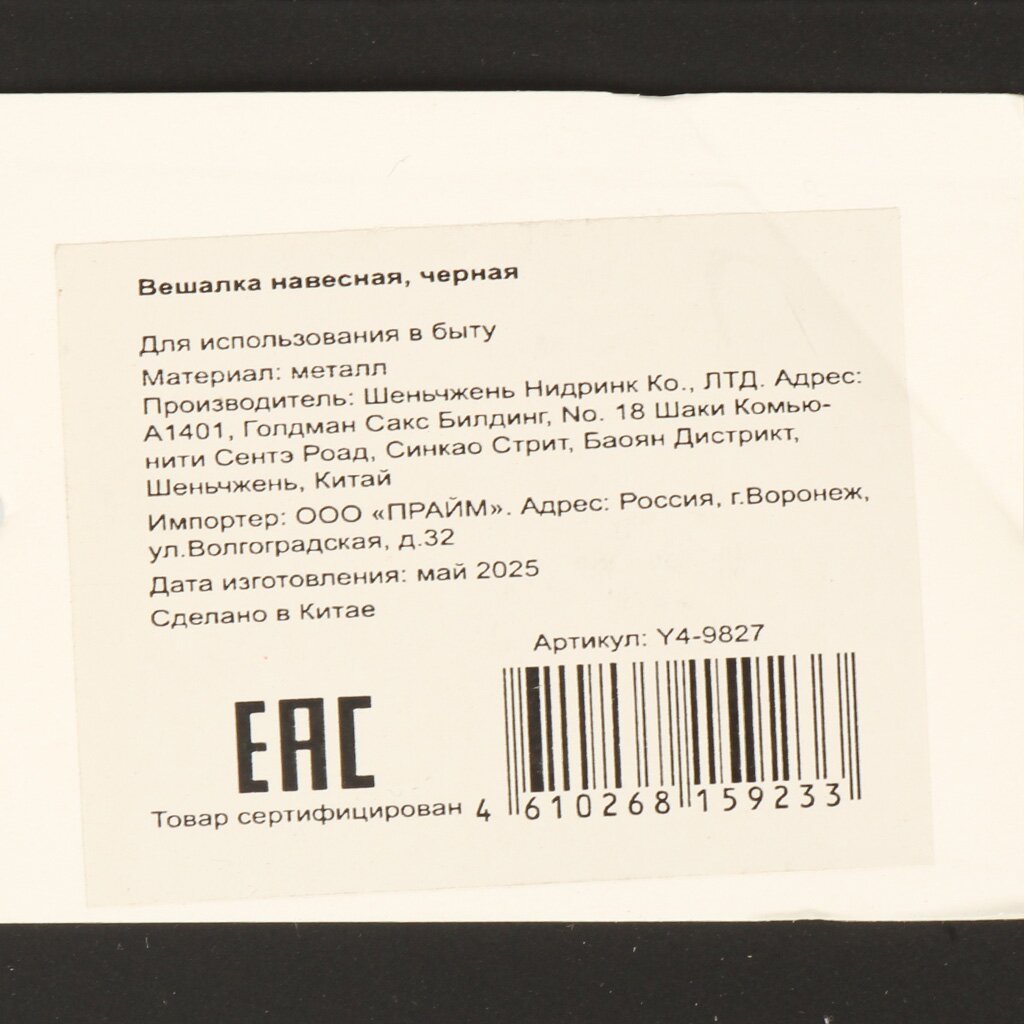 Вешалка навесная, черная
Для использования в быту
Материал: металл
Производитель: Шеньчжень Нидринк Ко., ЛТД. Адрес:
А1401, Голдман Сакс Билдинг, No. 18 Шаки Комью-
нити Сентэ Роад, Синкао Стрит, Баоян Дистрикт,
Шеньчжень, Китай
Импортер: ООО «ПРАЙМ». Адрес: Россия, г.Воронеж,
ул.Волгоградская, д.32
Дата изготовления: май 2025
Сделано в Китае
Артикул: Y4-9827
EAC
Товар сертифицирован
4 610268 159233